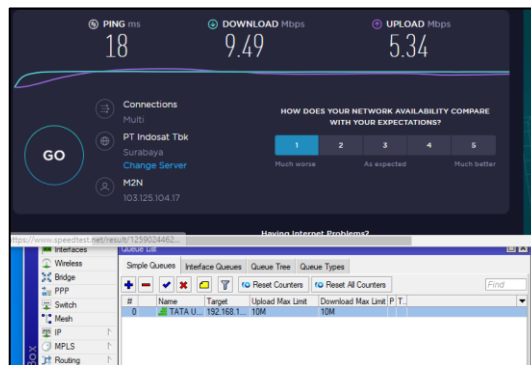 PING ms
18
DOWNLOAD Mbps
9.49
UPLOAD Mbps
5.34
GO
Connections
Multi
PT Indosat Tbk
Surabaya
Change Server
M2N
103.125.104.17
HOW DOES YOUR NETWORK AVAILABILITY COMPARE
WITH YOUR EXPECTATIONS?
1 2 3 4 5
Much worse As expected Much better
Having Internet Problems?
ttps://www.speedtest.net/result/1259024462...
Interfaces
Wireless
Bridge
PPP
Switch
Mesh
IP
MPLS
Routing
Box
Queue List
Simple Queues Interface Queues Queue Tree Queue Types
Reset Counters Reset All Counters Find
# Name Target Upload Max Limit Download Max Limit P T...
0 TATA U... 192.168.1... 10M 10M